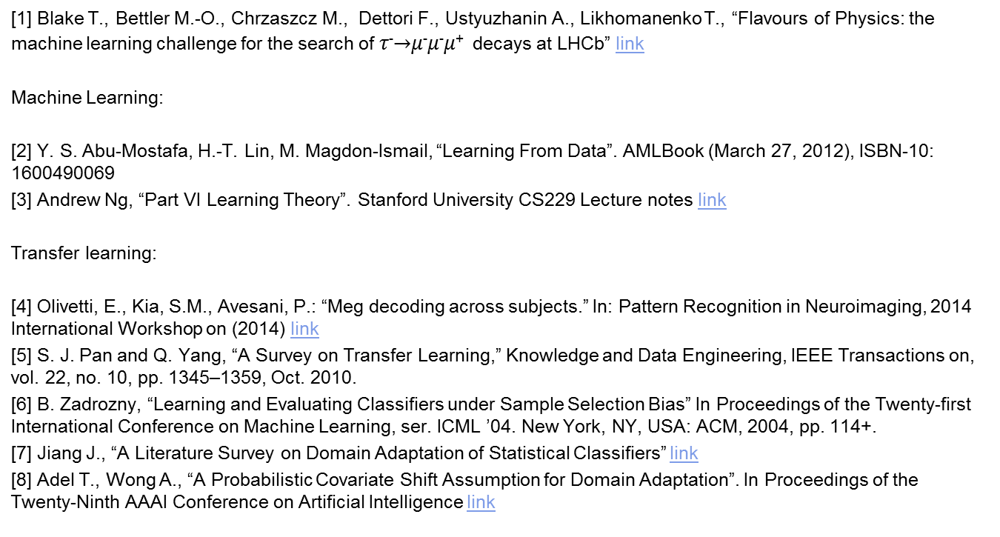 [1] Blake T., Bettler M.-O., Chrzaszcz M., Dettori F., Ustyuzhanin A., Likhomanenko T., “Flavours of Physics: the
machine learning challenge for the search of τ⁻→μ⁻μ⁻μ⁺ decays at LHCb” link
Machine Learning:
[2] Y. S. Abu-Mostafa, H.-T. Lin, M. Magdon-Ismail, “Learning From Data”. AMLBook (March 27, 2012), ISBN-10:
1600490069
[3] Andrew Ng, “Part VI Learning Theory”. Stanford University CS229 Lecture notes link
Transfer learning:
[4] Olivetti, E., Kia, S.M., Avesani, P.: “Meg decoding across subjects.” In: Pattern Recognition in Neuroimaging, 2014
International Workshop on (2014) link
[5] S. J. Pan and Q. Yang, “A Survey on Transfer Learning,” Knowledge and Data Engineering, IEEE Transactions on,
vol. 22, no. 10, pp. 1345–1359, Oct. 2010.
[6] B. Zadrozny, “Learning and Evaluating Classifiers under Sample Selection Bias” In Proceedings of the Twenty-first
International Conference on Machine Learning, ser. ICML ’04. New York, NY, USA: ACM, 2004, pp. 114+.
[7] Jiang J., “A Literature Survey on Domain Adaptation of Statistical Classifiers” link
[8] Adel T., Wong A., “A Probabilistic Covariate Shift Assumption for Domain Adaptation”. In Proceedings of the
Twenty-Ninth AAAI Conference on Artificial Intelligence link